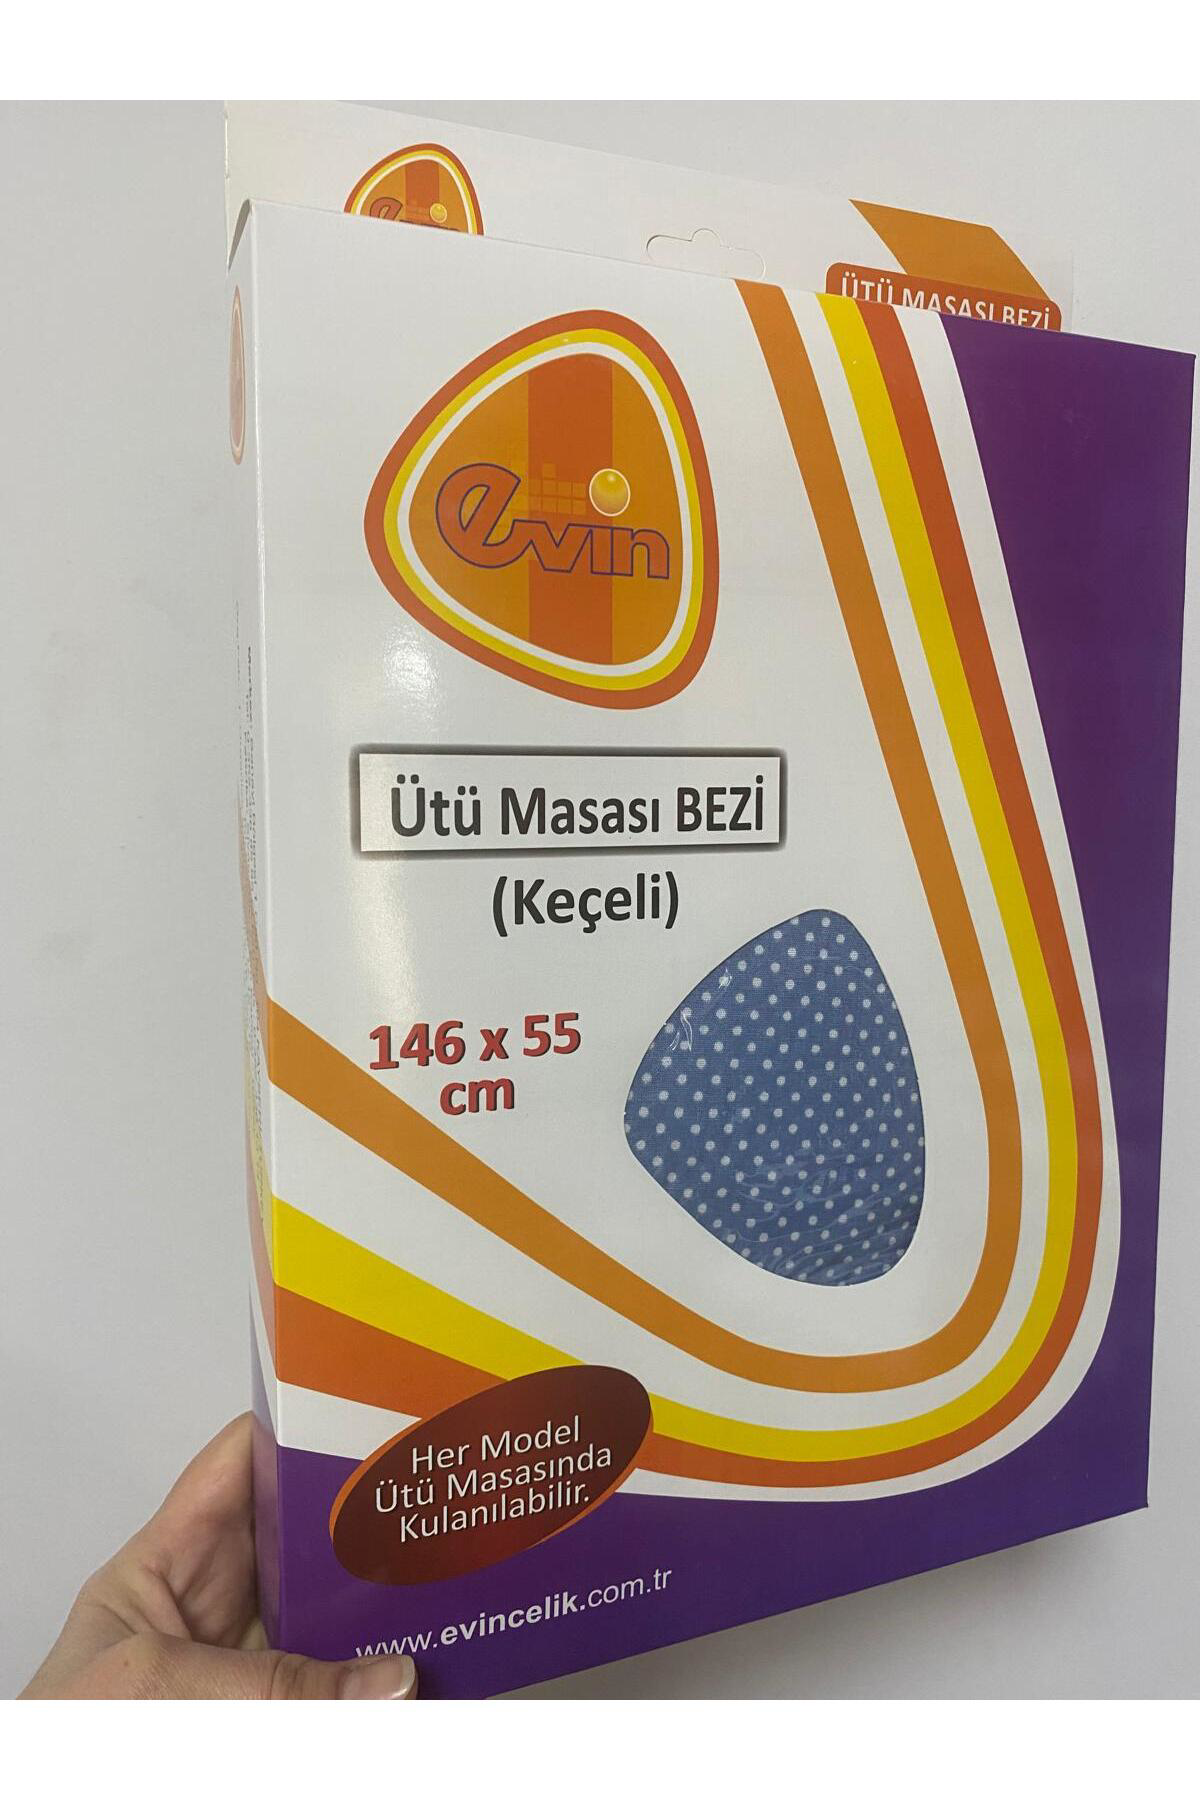 evin
ÜTÜ MASASI BEZİ
evin
Ütü Masası BEZİ
(Keçeli)
146 x 55
cm
Her Model
Ütü Masasında
Kulanılabilir.
www.evincelik.com.tr